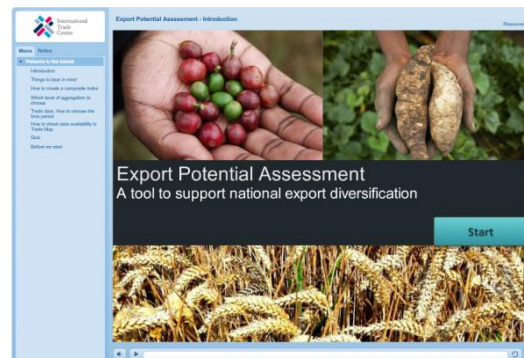 International
Trade
Centre
Export Potential Assessment - Introduction
Resources
Menu Notes
Welcome to the tutorial
Introduction
Things to bear in mind
How to create a composite index
Which level of aggregation to
choose
Trade data: How to choose the
time period
How to check data availability in
Trade Map
Quiz
Before we start
Export Potential Assessment
A tool to support national export diversification
Start